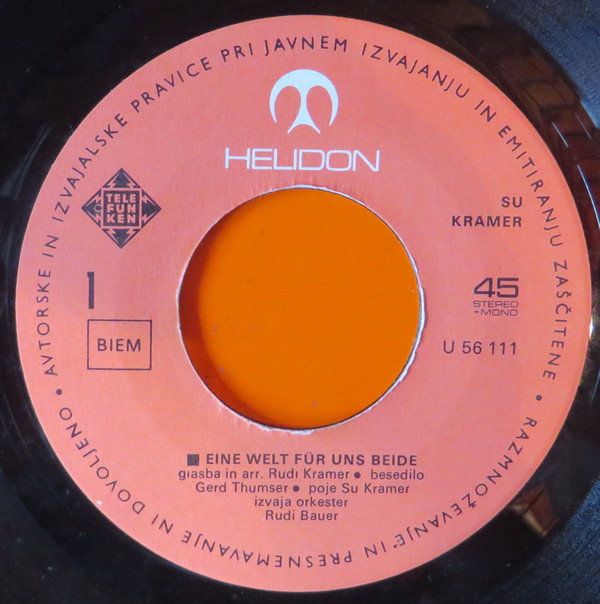 AVTORSKE IN IZVAJALSKE PRAVICE PRI JAVNEM IZVAJANJU IN EMITIRANJU ZAŠČITENE • RAZMNOŽEVANJE IN PRESNEMAVANJE NI DOVOLJENO •
HELIDON
TELE
FUN
KEN
SU
KRAMER
1
BIEM
45
STEREO
-MONO
U 56 111
■ EINE WELT FÜR UNS BEIDE
glasba in arr. Rudi Kramer • besedilo
Gerd Thumser • poje Su Kramer
izvaja orkester
Rudi Bauer